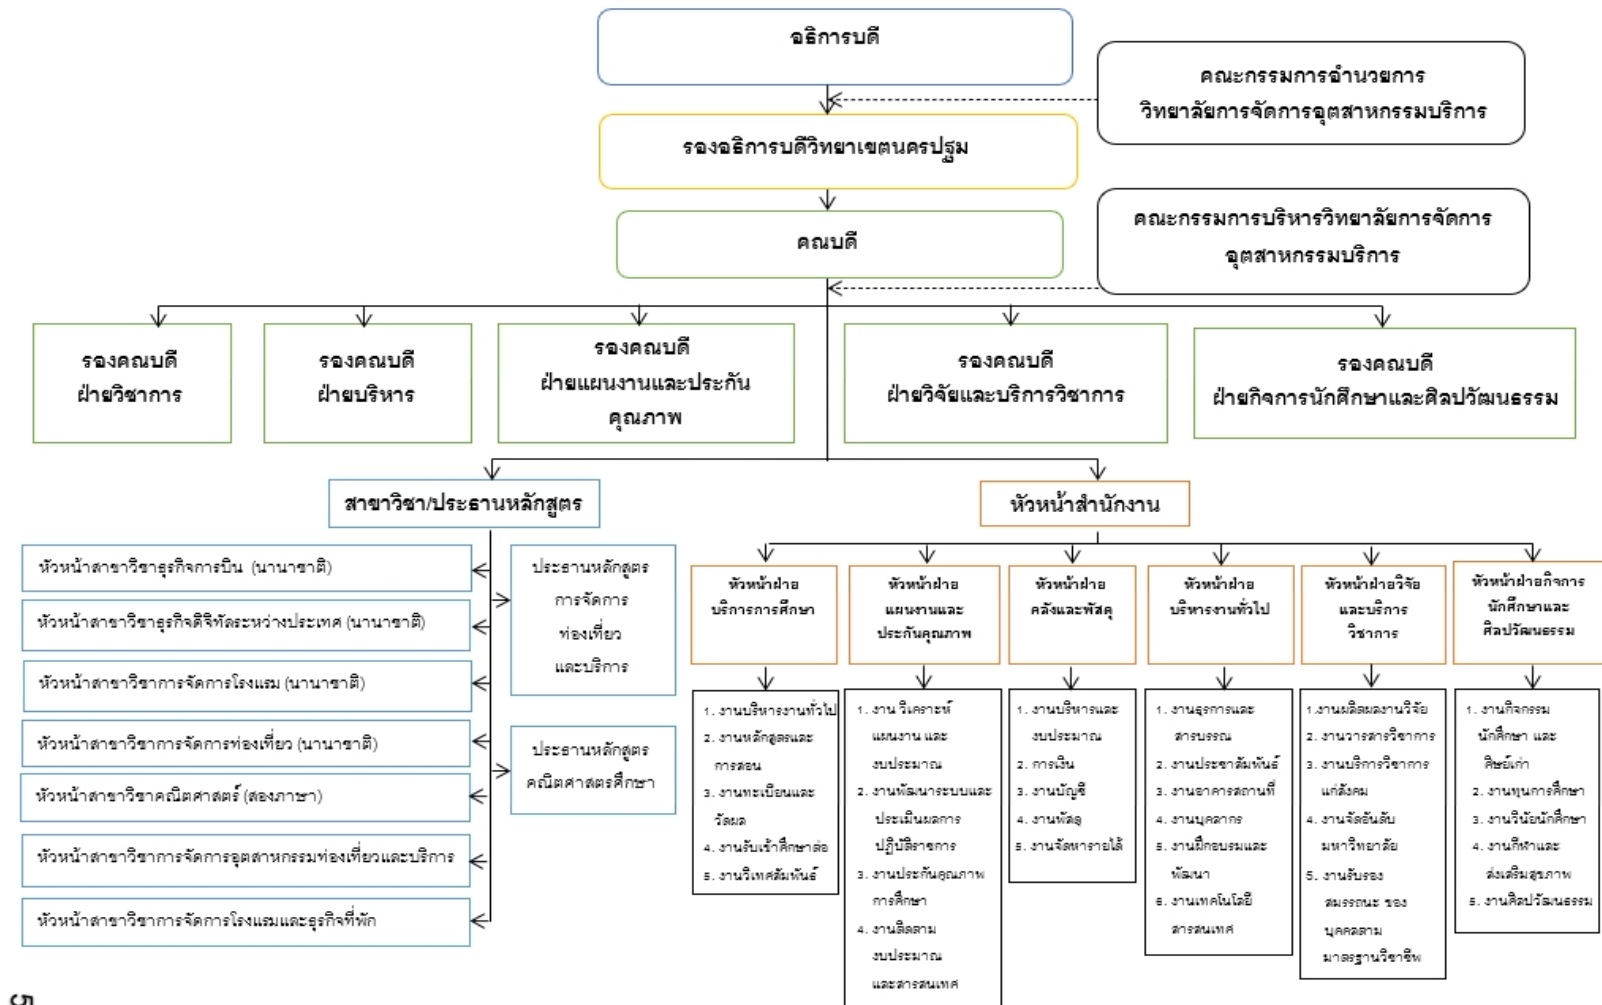 อธิการบดี
คณะกรรมการอำนวยการ
วิทยาลัยการจัดการอุตสาหกรรมบริการ
รองอธิการบดีวิทยาเขตนครปฐม
คณะกรรมการบริหารวิทยาลัยการจัดการ
อุตสาหกรรมบริการ
คณบดี
รองคณบดี
ฝ่ายวิชาการ
รองคณบดี
ฝ่ายบริหาร
รองคณบดี
ฝ่ายแผนงานและประกัน
คุณภาพ
รองคณบดี
ฝ่ายวิจัยและบริการวิชาการ
รองคณบดี
ฝ่ายกิจการนักศึกษาและศิลปวัฒนธรรม
สาขาวิชา/ประธานหลักสูตร
หัวหน้าสำนักงาน
หัวหน้าสาขาวิชาธุรกิจการบิน (นานาชาติ)
หัวหน้าสาขาวิชาธุรกิจดิจิทัลระหว่างประเทศ (นานาชาติ)
หัวหน้าสาขาวิชาการจัดการโรงแรม (นานาชาติ)
หัวหน้าสาขาวิชาการจัดการท่องเที่ยว (นานาชาติ)
หัวหน้าสาขาวิชาคณิตศาสตร์ (สองภาษา)
หัวหน้าสาขาวิชาการจัดการอุตสาหกรรมท่องเที่ยวและบริการ
หัวหน้าสาขาวิชาการจัดการโรงแรมและธุรกิจที่พัก
ประธานหลักสูตร
การจัดการ
ท่องเที่ยว
และบริการ
ประธานหลักสูตร
คณิตศาสตรศึกษา
หัวหน้าฝ่าย
บริการการศึกษา
หัวหน้าฝ่าย
แผนงานและ
ประกันคุณภาพ
หัวหน้าฝ่าย
คลังและพัสดุ
หัวหน้าฝ่าย
บริหารงานทั่วไป
หัวหน้าฝ่ายวิจัย
และบริการ
วิชาการ
หัวหน้าฝ่ายกิจการ
นักศึกษาและ
ศิลปวัฒนธรรม
1. งานบริหารงานทั่วไป
2. งานหลักสูตรและ
การสอน
3. งานทะเบียนและ
วัดผล
4. งานรับเข้าศึกษาต่อ
5. งานวิเทศสัมพันธ์
1. งาน วิเคราะห์
แผนงาน และ
งบประมาณ
2. งานพัฒนาระบบและ
ประเมินผลการ
ปฏิบัติราชการ
3. งานประกันคุณภาพ
การศึกษา
4. งานติดตาม
งบประมาณ
และสารสนเทศ
1. งานบริหารและ
งบประมาณ
2. การเงิน
3. งานบัญชี
4. งานพัสดุ
5. งานจัดหารายได้
1. งานธุรการและ
สารบรรณ
2. งานประชาสัมพันธ์
3. งานอาคารสถานที่
4. งานบุคลากร
5. งานฝึกอบรมและ
พัฒนา
6. งานเทคโนโลยี
สารสนเทศ
1.งานผลิตผลงานวิจัย
2. งานวารสารวิชาการ
3. งานบริการวิชาการ
แก่สังคม
4. งานจัดอันดับ
มหาวิทยาลัย
5. งานรับรอง
สมรรถนะ ของ
บุคคลตาม
มาตรฐานวิชาชีพ
1. งานกิจกรรม
นักศึกษา และ
ศิษย์เก่า
2. งานทุนการศึกษา
3. งานวินัยนักศึกษา
4. งานกีฬาและ
ส่งเสริมสุขภาพ
5. งานศิลปวัฒนธรรม